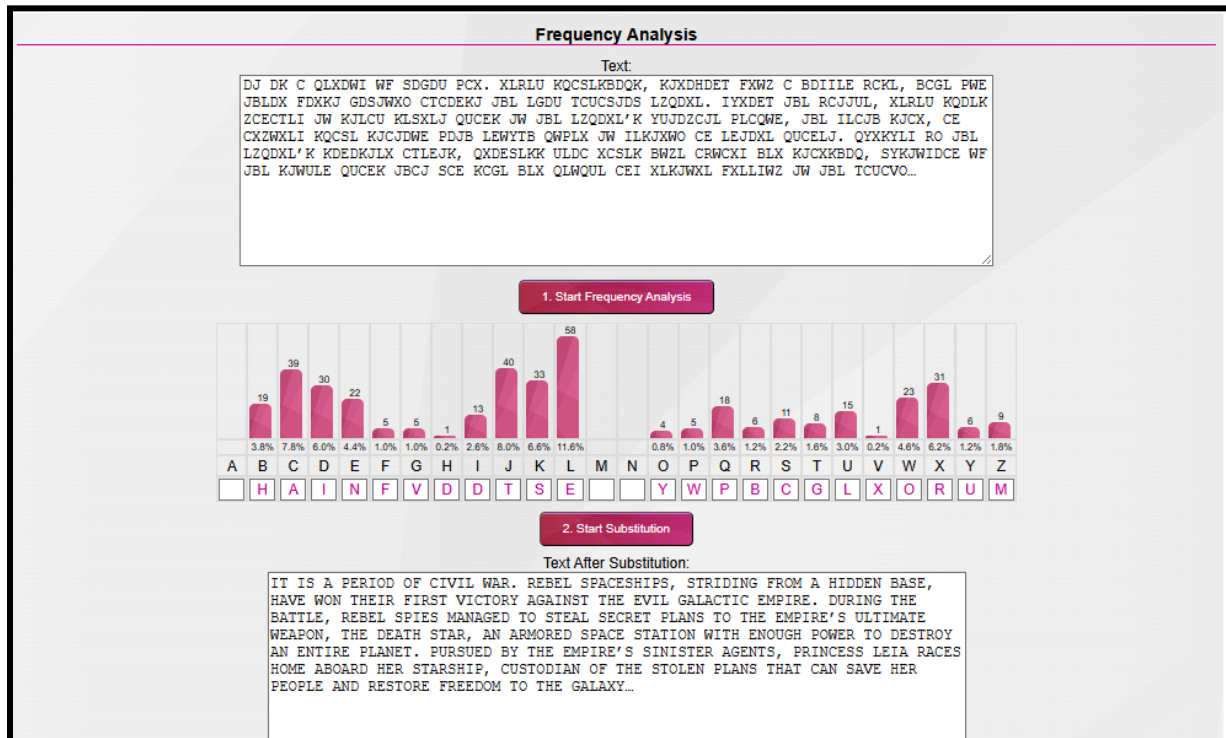 Frequency Analysis
Text:
DJ DK C QLXDWI WF SDGDU PCX. XLRLU KQCSLKBDQK, KJXDHDET FXWZ C BDIILE RCKL, BCGL PWE
JBLDX FDXKJ GDSJWXO CTCDEKJ JBL LGDU TCUCSJDS LZQDXL. IYXDET JBL RCJJUL, XLRLU KQDLK
ZCECTLI JW KJLCU KLSXLJ QUCEK JW JBL LZQDXL’K YUJDZCJL PLCQWE, JBL ILCJB KJCX, CE
CXZWXLI KQCSL KJCJDWE PDJB LEWYTB QWPLX JW ILKJXWO CE LEJDXL QUCELJ. QYXKYLI RO JBL
LZQDXL’K KDEDKJLX CTLEJK, QXDESLKK ULDC XCSLK BWZL CRWCXI BLX KJCXKBDQ, SYKJWIDCE WF
JBL KJWULE QUCEK JBCJ SCE KCGL BLX QLWQUL CEI XLKJWXL FXLLIWZ JW JBL TCUCVO…
1. Start Frequency Analysis
19 39 30 22 5 5 1 13 40 33 58 4 5 18 6 11 8 15 1 23 31 6 9
3.8% 7.8% 6.0% 4.4% 1.0% 1.0% 0.2% 2.6% 8.0% 6.6% 11.6% 0.8% 1.0% 3.6% 1.2% 2.2% 1.6% 3.0% 0.2% 4.6% 6.2% 1.2% 1.8%
A B C D E F G H I J K L M N O P Q R S T U V W X Y Z
H A I N F V D D T S E Y W P B C G L X O R U M
2. Start Substitution
Text After Substitution:
IT IS A PERIOD OF CIVIL WAR. REBEL SPACESHIPS, STRIDING FROM A HIDDEN BASE,
HAVE WON THEIR FIRST VICTORY AGAINST THE EVIL GALACTIC EMPIRE. DURING THE
BATTLE, REBEL SPIES MANAGED TO STEAL SECRET PLANS TO THE EMPIRE’S ULTIMATE
WEAPON, THE DEATH STAR, AN ARMORED SPACE STATION WITH ENOUGH POWER TO DESTROY
AN ENTIRE PLANET. PURSUED BY THE EMPIRE’S SINISTER AGENTS, PRINCESS LEIA RACES
HOME ABOARD HER STARSHIP, CUSTODIAN OF THE STOLEN PLANS THAT CAN SAVE HER
PEOPLE AND RESTORE FREEDOM TO THE GALAXY…